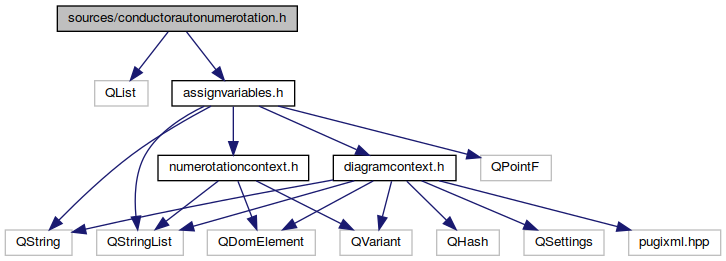 sources/conductorautonumerotation.h
QList
assignvariables.h
numerotationcontext.h
diagramcontext.h
QPointF
QString
QStringList
QDomElement
QVariant
QHash
QSettings
pugixml.hpp